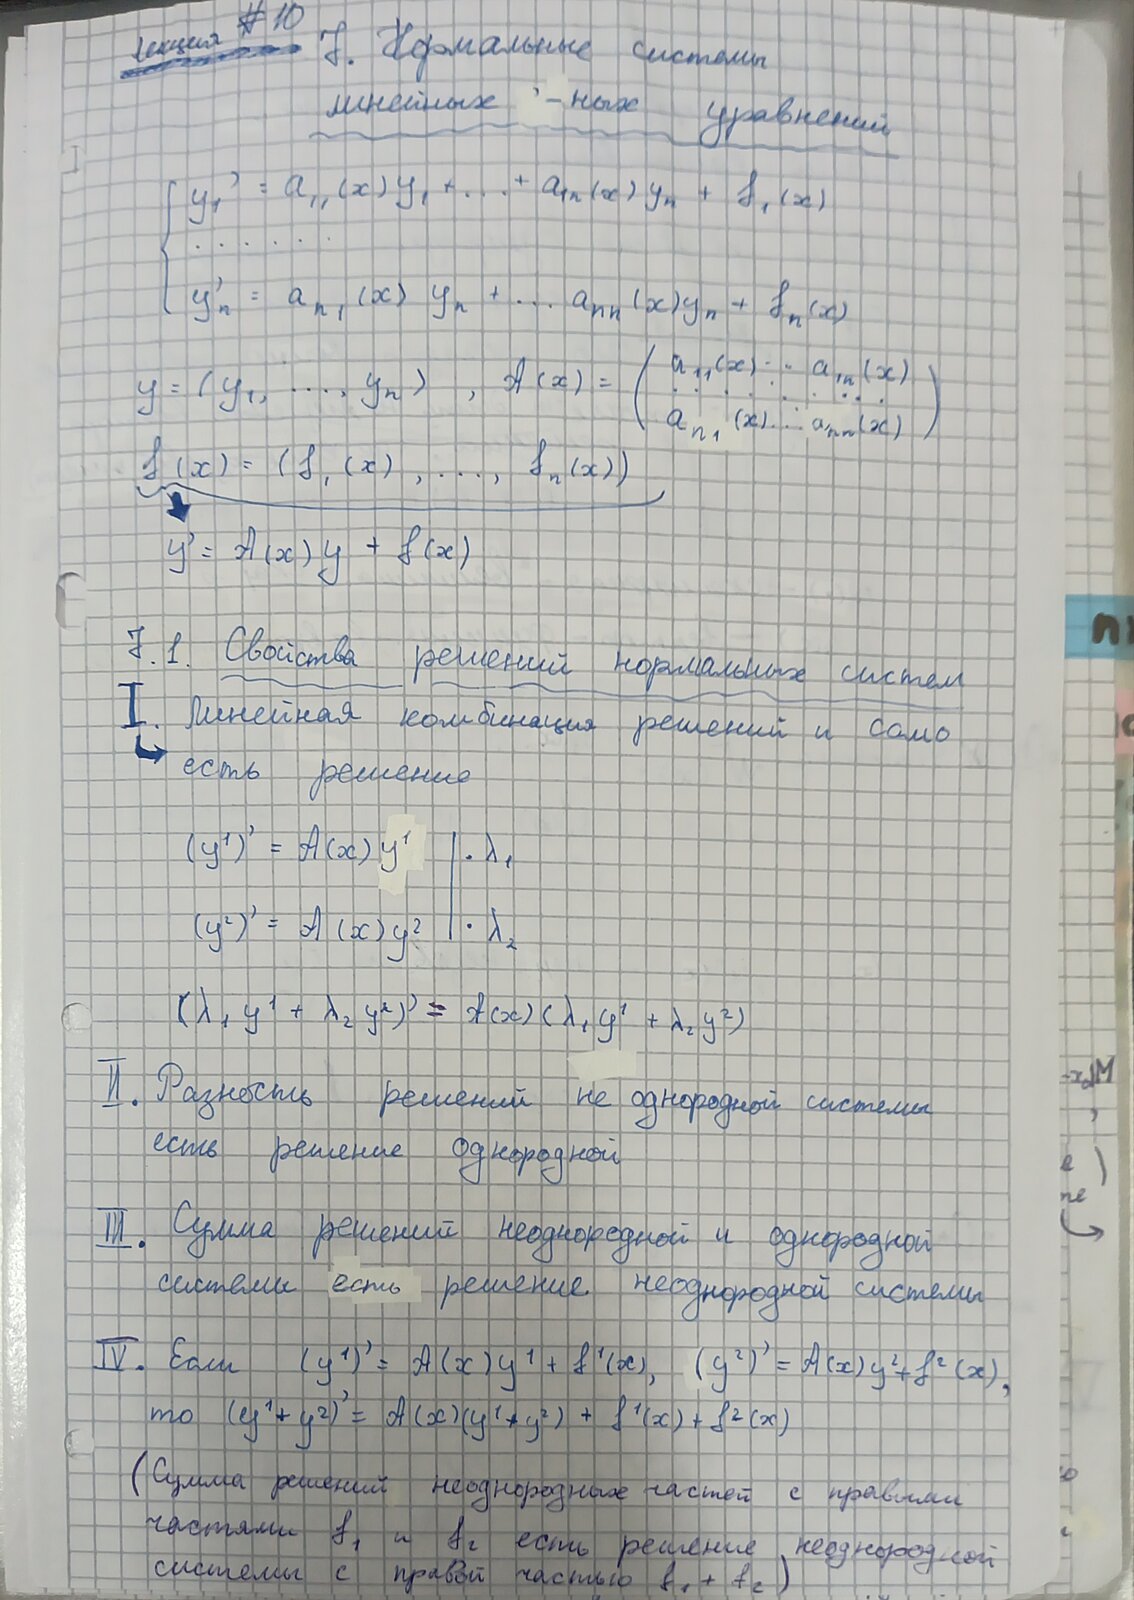 Лекция #10
7. Нормальные системы
линейных '-ных уравнений
y₁' = a₁₁(x)y₁ + ... + a₁ₙ(x)yₙ + f₁(x)
.......
yₙ' = aₙ₁(x) yₙ + ... aₙₙ(x)yₙ + fₙ(x)
y = (y₁, ..., yₙ) , A(x) = ( a₁₁(x) ... a₁ₙ(x)
.........
aₙ₁(x) ... aₙₙ(x) )
f(x) = (f₁(x), ..., fₙ(x))
y' = A(x)y + f(x)
7.1. Свойства решений нормальных систем
I. Линейная комбинация решений и само
есть решение
(y¹)' = A(x)y¹ | · λ₁
(y²)' = A(x)y² | · λ₂
(λ₁y¹ + λ₂y²)' = A(x)(λ₁y¹ + λ₂y²)
II. Разность решений не однородной системы
есть решение однородной
III. Сумма решений неоднородной и однородной
системы есть решение неоднородной системы
IV. Если (y¹)' = A(x)y¹ + f¹(x), (y²)' = A(x)y² + f²(x),
то (y¹ + y²)' = A(x)(y¹ + y²) + f¹(x) + f²(x)
(Сумма решений неоднородных частей с правыми
частями f₁ и f₂ есть решение неоднородной
системы с правой частью f₁ + f₂)